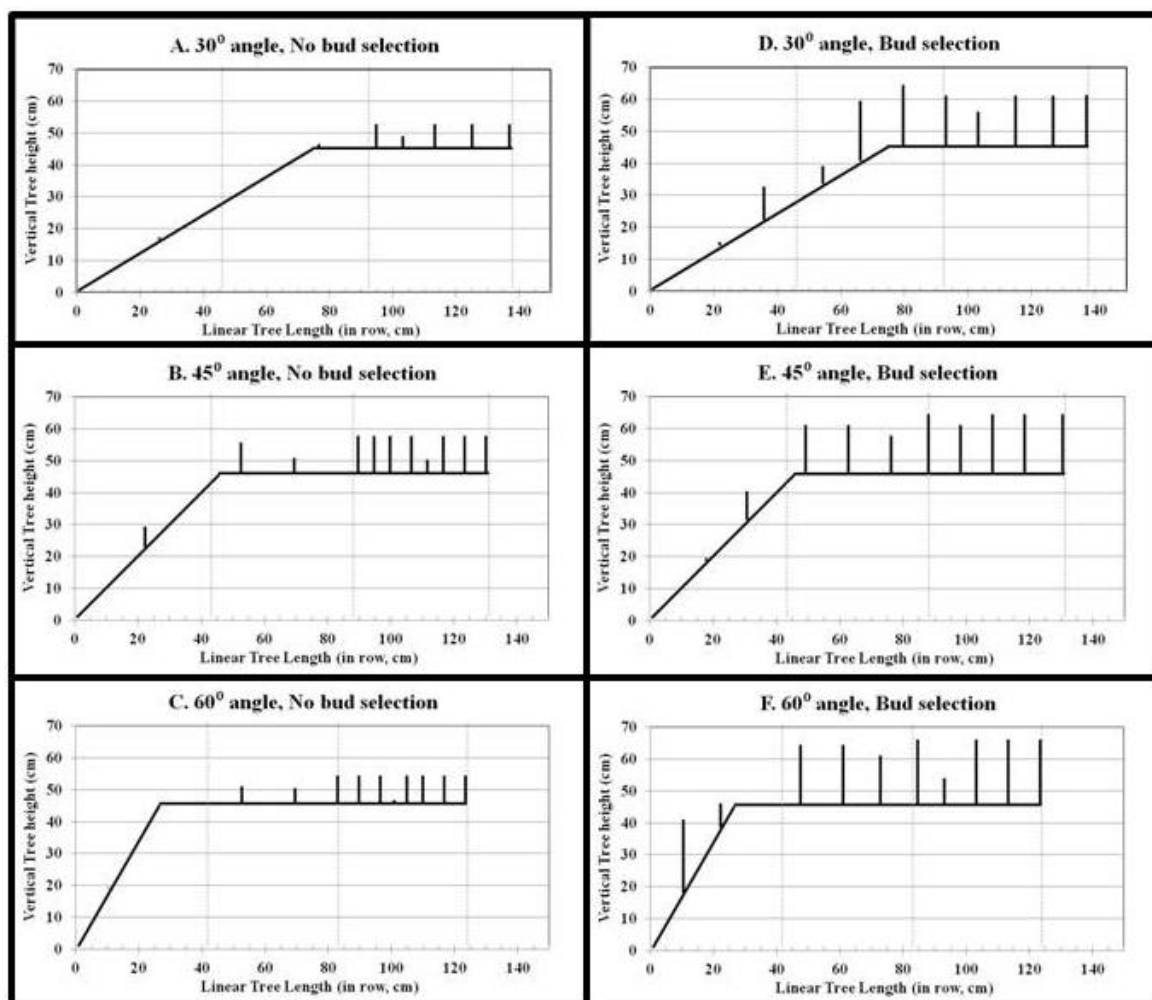 A. 30⁰ angle, No bud selection
Vertical Tree height (cm)
70
60
50
40
30
20
10
0
0 20 40 60 80 100 120 140
Linear Tree Length (in row, cm)
D. 30⁰ angle, Bud Selection
Vertical Tree height (cm)
70
60
50
40
30
20
10
0
0 20 40 60 80 100 120 140
Linear Tree Length (in row, cm)
B. 45⁰ angle, No bud selection
Vertical Tree height (cm)
70
60
50
40
30
20
10
0
0 20 40 60 80 100 120 140
Linear Tree Length (in row, cm)
E. 45⁰ angle, Bud Selection
Vertical Tree height (cm)
70
60
50
40
30
20
10
0
0 20 40 60 80 100 120 140
Linear Tree Length (in row, cm)
C. 60⁰ angle, No bud selection
Vertical Tree height (cm)
70
60
50
40
30
20
10
0
0 20 40 60 80 100 120 140
Linear Tree Length (in row, cm)
F. 60⁰ angle, Bud Selection
Vertical Tree height (cm)
70
60
50
40
30
20
10
0
0 20 40 60 80 100 120 140
Linear Tree Length (in row, cm)